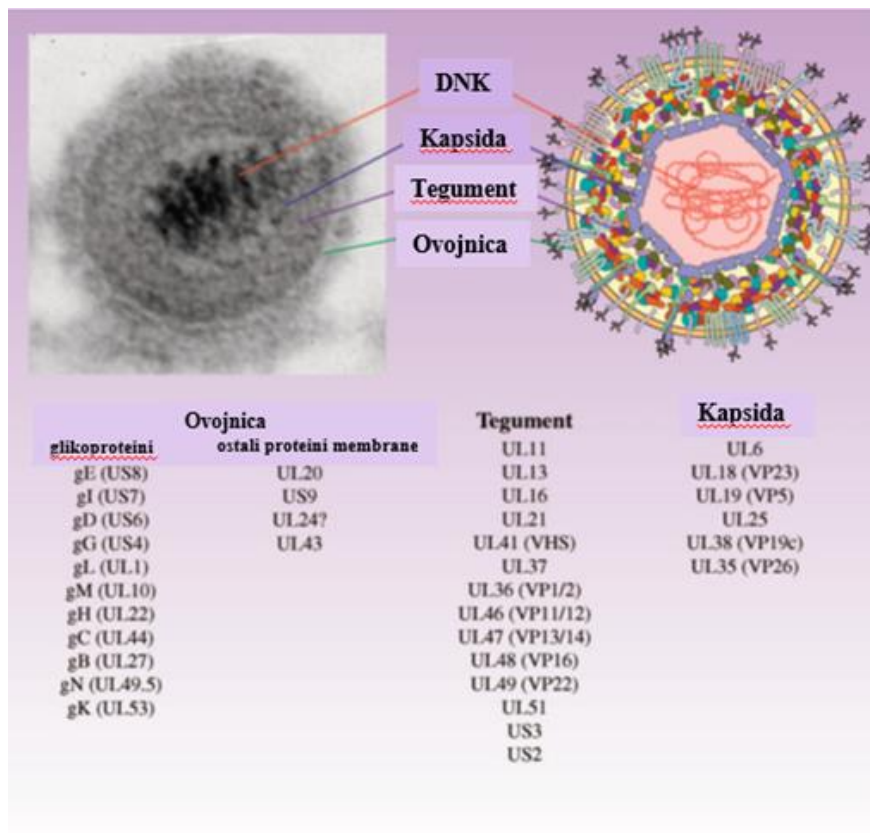 DNK
Kapsida
Tegument
Ovojnica
Ovojnica
glikoproteini
ostali proteini membrane
gE (US8)
gI (US7)
gD (US6)
gG (US4)
gL (UL1)
gM (UL10)
gH (UL22)
gC (UL44)
gB (UL27)
gN (UL49.5)
gK (UL53)
UL20
US9
UL24?
UL43
Tegument
UL11
UL13
UL16
UL21
UL41 (VHS)
UL37
UL36 (VP1/2)
UL46 (VP11/12)
UL47 (VP13/14)
UL48 (VP16)
UL49 (VP22)
UL51
US3
US2
Kapsida
UL6
UL18 (VP23)
UL19 (VP5)
UL25
UL38 (VP19c)
UL35 (VP26)